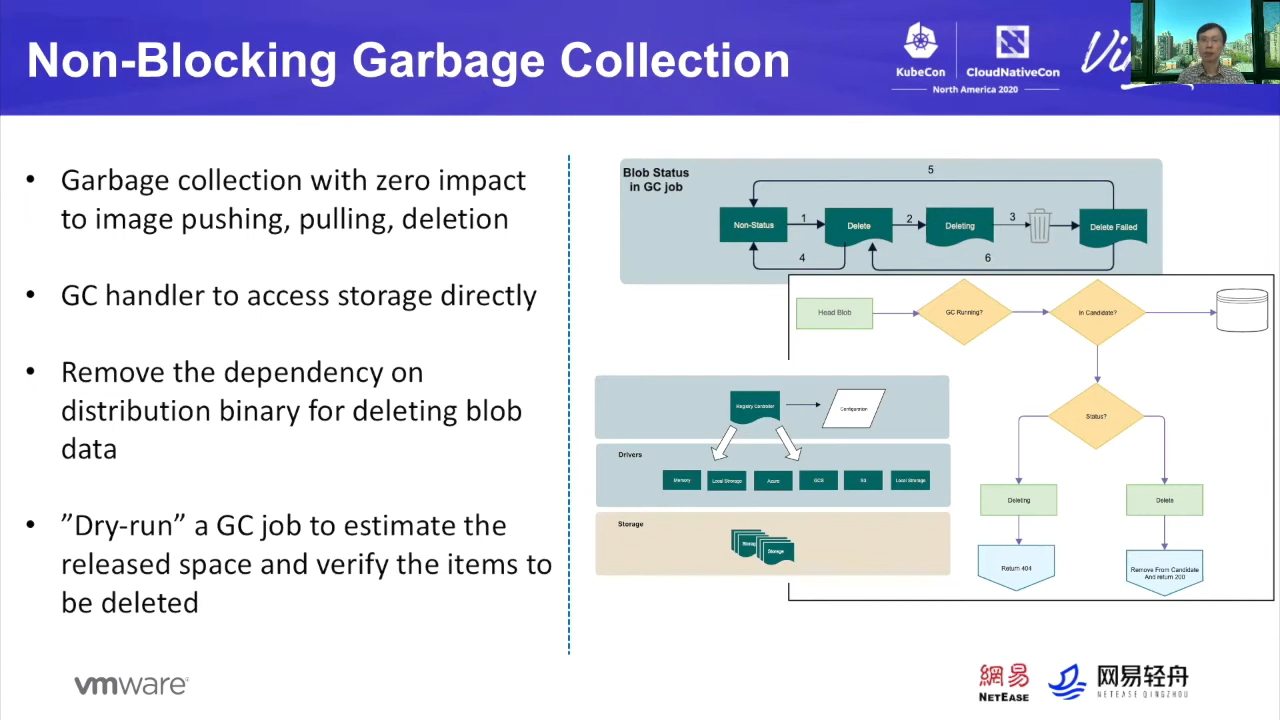 Non-Blocking Garbage Collection
KubeCon
CloudNativeCon
North America 2020
• Garbage collection with zero impact
to image pushing, pulling, deletion
• GC handler to access storage directly
• Remove the dependency on
distribution binary for deleting blob
data
• ”Dry-run” a GC job to estimate the
released space and verify the items to
be deleted
Blob Status
in GC job
5
Non-Status
1
Delete
2
Deleting
3
Delete Failed
4
6
Head Blob
GC Running?
In Candidate?
Status?
Deleting
Delete
Return 404
Remove From Candidate
And return 200
Registry Controller
Configuration
Drivers
Memory
Local Storage
Azure
GCS
S3
Local Storage
Storage
Storage
vmware
網易
NETEASE
网易轻舟
NETEASE QINGZHOU